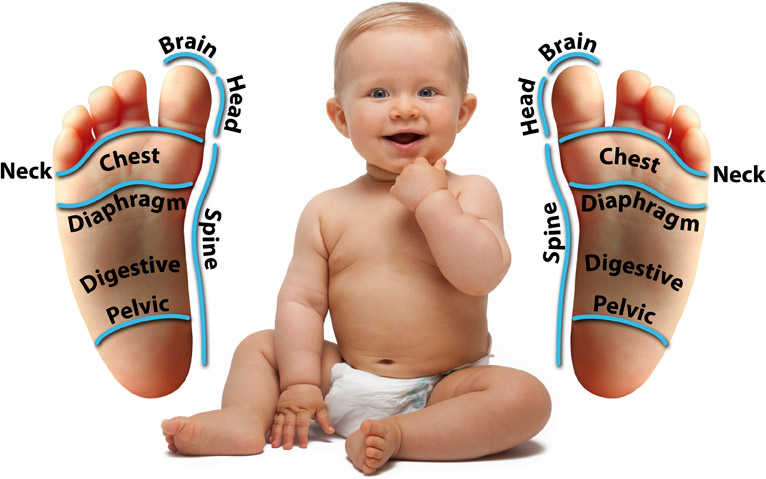 Brain
Head
Neck
Chest
Diaphragm
Spine
Digestive
Pelvic
Brain
Head
Chest
Neck
Diaphragm
Spine
Digestive
Pelvic